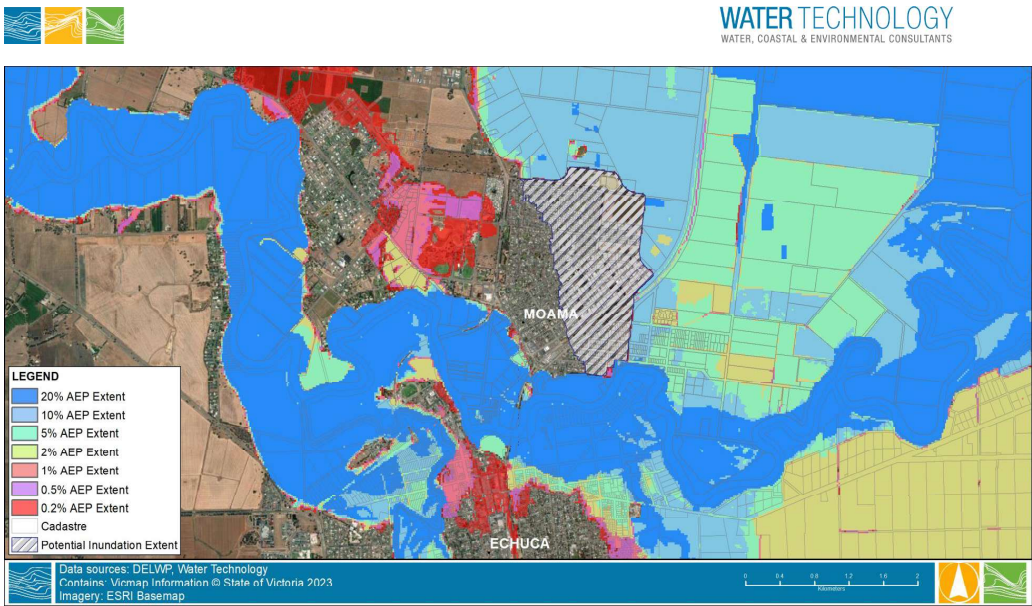 WATER TECHNOLOGY
WATER, COASTAL & ENVIRONMENTAL CONSULTANTS
MOAMA
LEGEND
20% AEP Extent
10% AEP Extent
5% AEP Extent
2% AEP Extent
1% AEP Extent
0.5% AEP Extent
0.2% AEP Extent
Cadastre
Potential Inundation Extent
ECHUCA
Data sources: DELWP, Water Technology
Contains: Vicmap Information © State of Victoria 2023
Imagery: ESRI Basemap
0 0.4 0.8 1.2 1.6 2
Kilometers